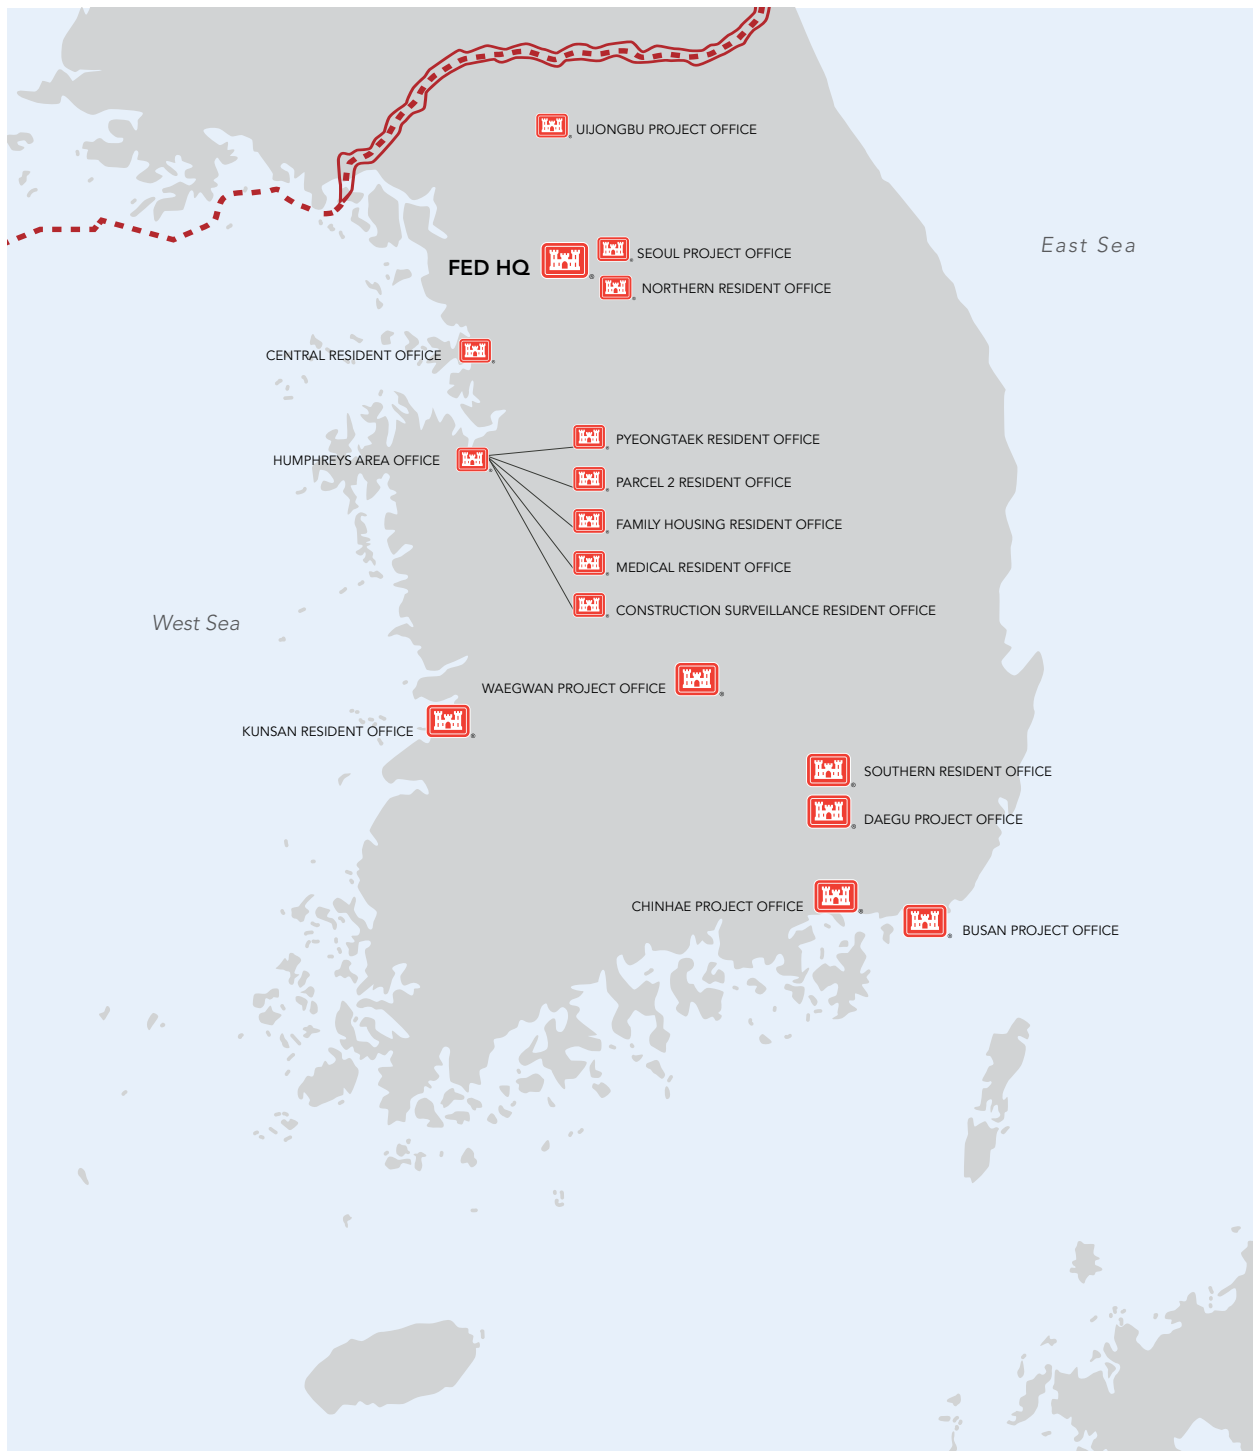 UIJONGBU PROJECT OFFICE
East Sea
SEOUL PROJECT OFFICE
FED HQ
NORTHERN RESIDENT OFFICE
CENTRAL RESIDENT OFFICE
PYEONGTAEK RESIDENT OFFICE
HUMPHREYS AREA OFFICE
PARCEL 2 RESIDENT OFFICE
FAMILY HOUSING RESIDENT OFFICE
MEDICAL RESIDENT OFFICE
CONSTRUCTION SURVEILLANCE RESIDENT OFFICE
West Sea
WAEGWAN PROJECT OFFICE
KUNSAN RESIDENT OFFICE
SOUTHERN RESIDENT OFFICE
DAEGU PROJECT OFFICE
CHINHAE PROJECT OFFICE
BUSAN PROJECT OFFICE